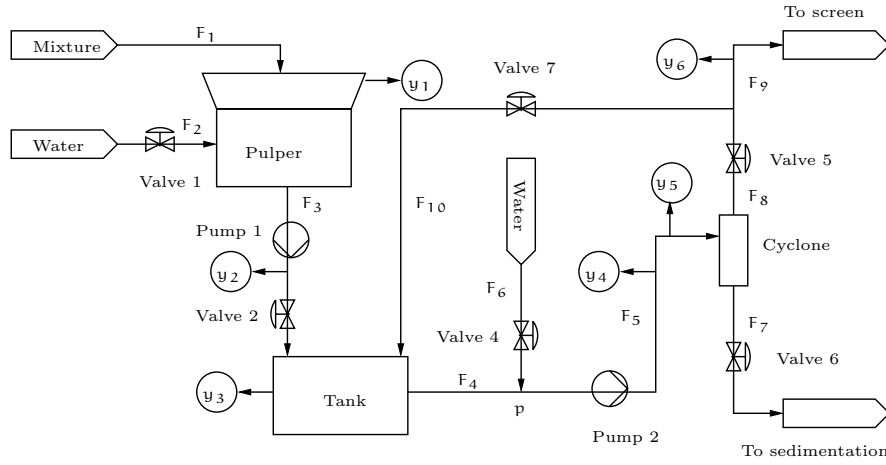 To screen
F1
Mixture
y6
Valve 7
y1
F9
F2
Water
Pulper
Valve 1
Valve 5
y5
Water
F3
F10
F8
Pump 1
Cyclone
y2
y4
F6
F5
F7
Valve 2
Valve 4
Valve 6
F4
y3
Tank
p
Pump 2
To sedimentation